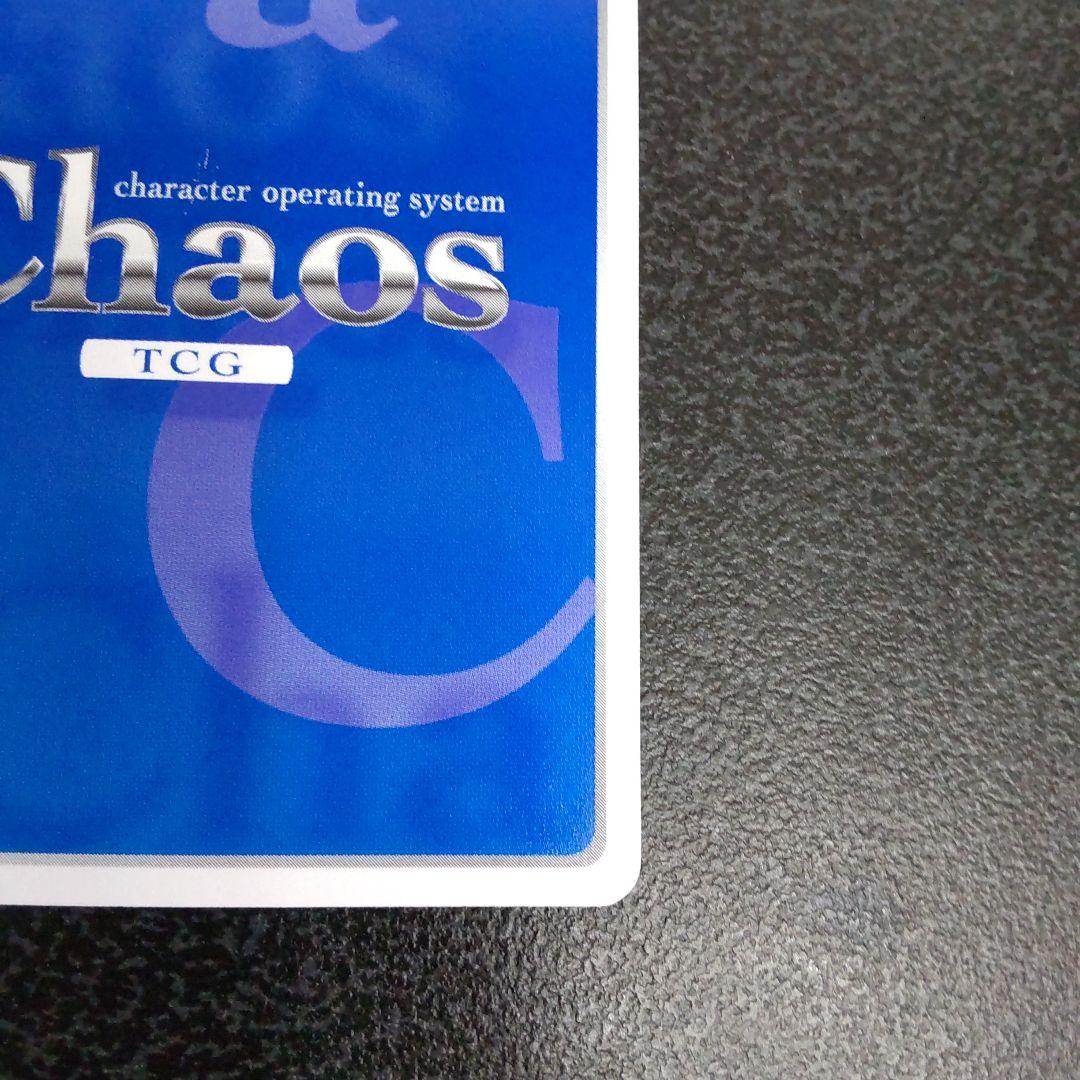 a
character operating system
Chaos
TCG
C